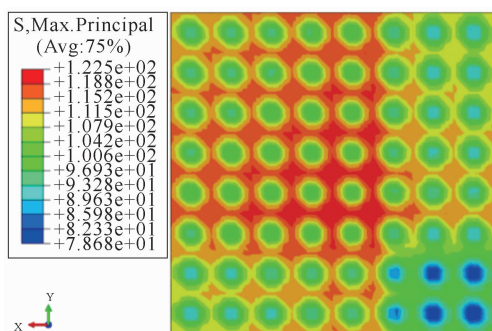 S,Max.Principal
(Avg:75%)
+1.225e+02
+1.188e+02
+1.152e+02
+1.115e+02
+1.079e+02
+1.042e+02
+1.006e+02
+9.693e+01
+9.328e+01
+8.963e+01
+8.598e+01
+8.233e+01
+7.868e+01
Y
X